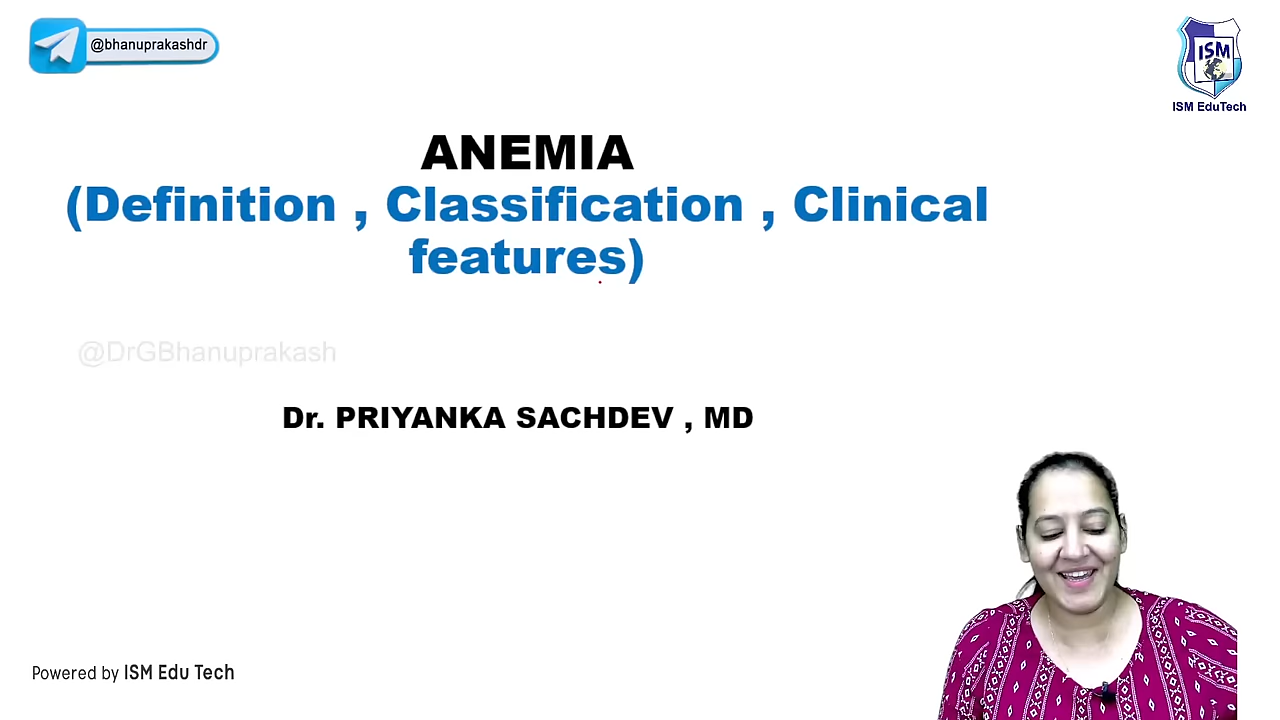 @bhanuprakashdr
ISM
ISM EduTech
ANEMIA
(Definition , Classification , Clinical
features)
@DrGBhanuprakash
Dr. PRIYANKA SACHDEV , MD
Powered by ISM Edu Tech